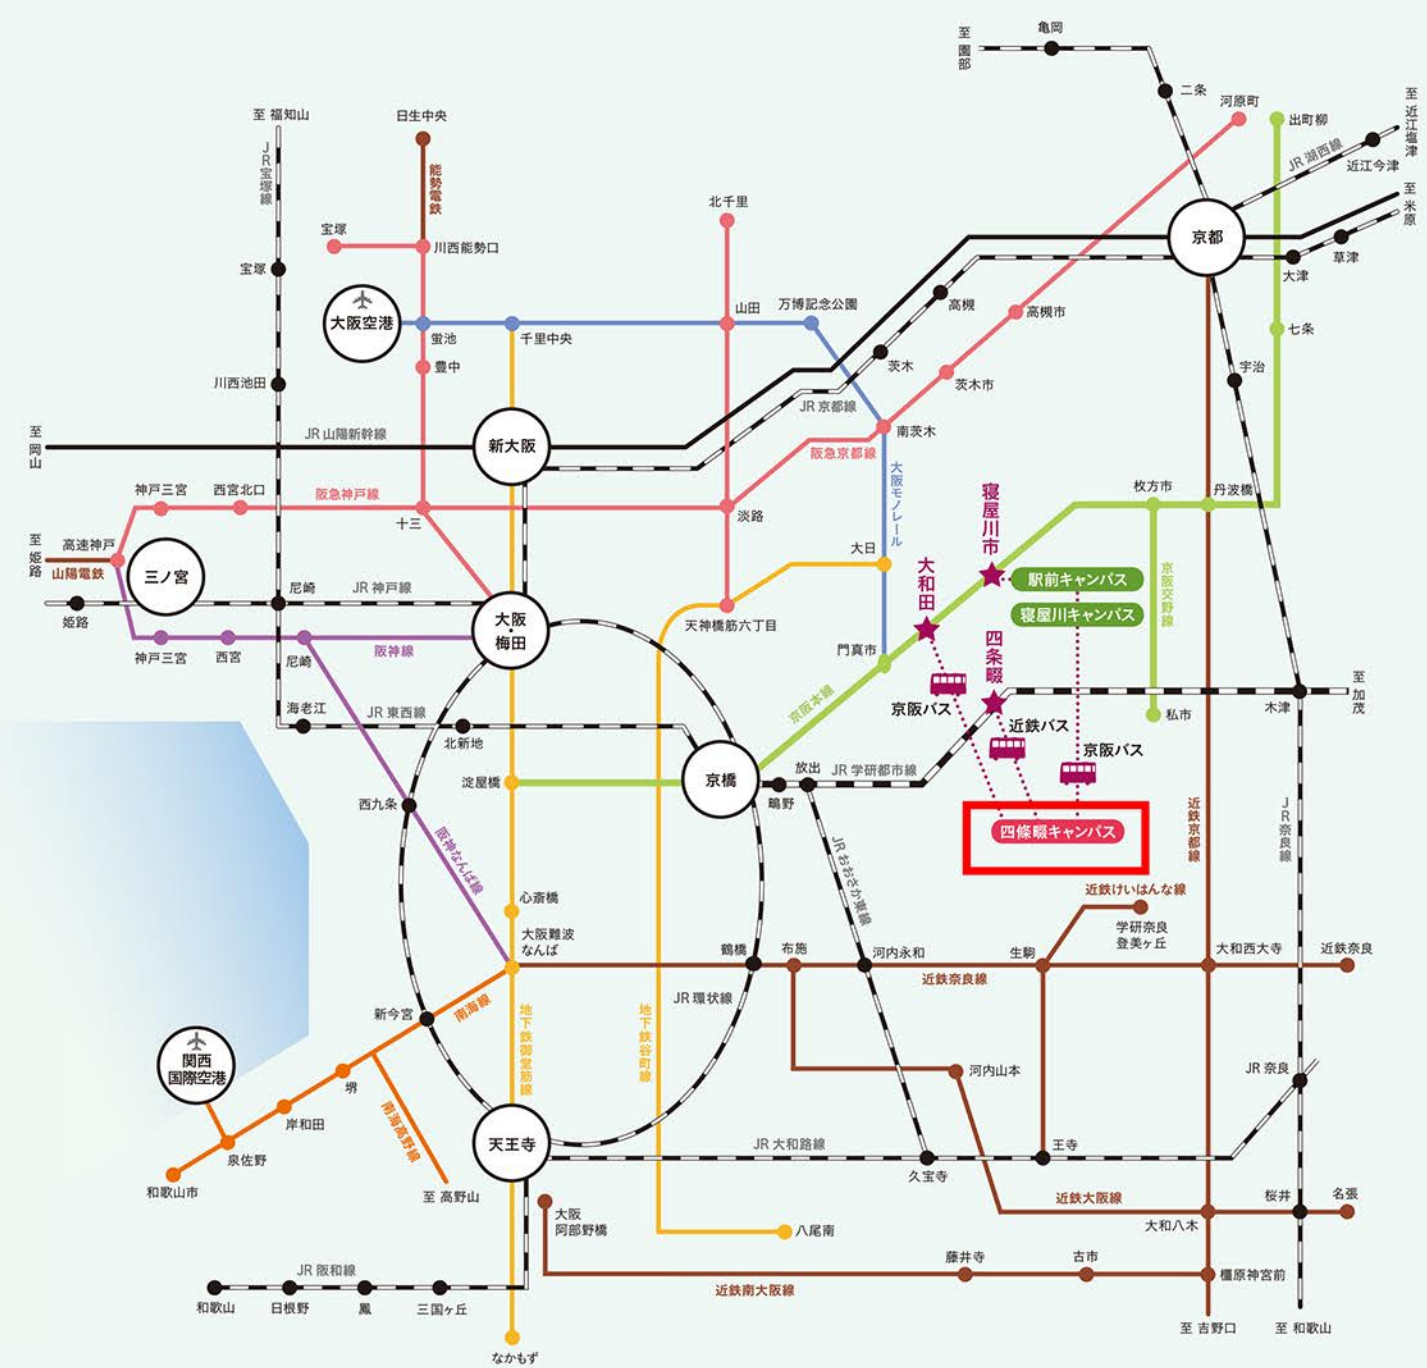 至園部
亀岡
二条
河原町
出町柳
至近江塩津
JR 湖西線
近江今津
至米原
京都
草津
大津
至 福知山
JR宝塚線
日生中央
能勢電鉄
北千里
宝塚
川西能勢口
宝塚
大阪空港
蛍池
千里中央
山田
万博記念公園
高槻
高槻市
七条
豊中
川西池田
茨木
茨木市
宇治
JR 京都線
至岡山
JR 山陽新幹線
新大阪
南茨木
阪急京都線
大阪モノレール
神戸三宮
西宮北口
阪急神戸線
十三
淡路
枚方市
丹波橋
寝屋川市
至姫路
高速神戸
山陽電鉄
三ノ宮
大日
大和田
駅前キャンパス
寝屋川キャンパス
京阪交野線
姫路
尼崎
JR 神戸線
大阪
・
梅田
天神橋筋六丁目
四条畷
神戸三宮
西宮
尼崎
阪神線
門真市
京阪本線
京阪バス
近鉄バス
京阪バス
私市
木津
至加茂
海老江
JR 東西線
北新地
淀屋橋
京橋
鴫野
放出
JR 学研都市線
西九条
阪神なんば線
四條畷キャンパス
近鉄京都線
JR奈良線
JR おおさか東線
心斎橋
近鉄けいはんな線
学研奈良
登美ヶ丘
大阪難波
なんば
鶴橋
布施
河内永和
生駒
大和西大寺
近鉄奈良
近鉄奈良線
JR 環状線
新今宮
南海線
地下鉄御堂筋線
地下鉄谷町線
関西
国際空港
堺
岸和田
泉佐野
和歌山市
南海高野線
至 高野山
河内山本
JR 奈良
天王寺
JR 大和路線
久宝寺
王寺
大阪
阿部野橋
八尾南
近鉄大阪線
大和八木
桜井
名張
藤井寺
古市
橿原神宮前
近鉄南大阪線
JR 阪和線
和歌山
日根野
鳳
三国ヶ丘
なかもず
至 吉野口
至 和歌山